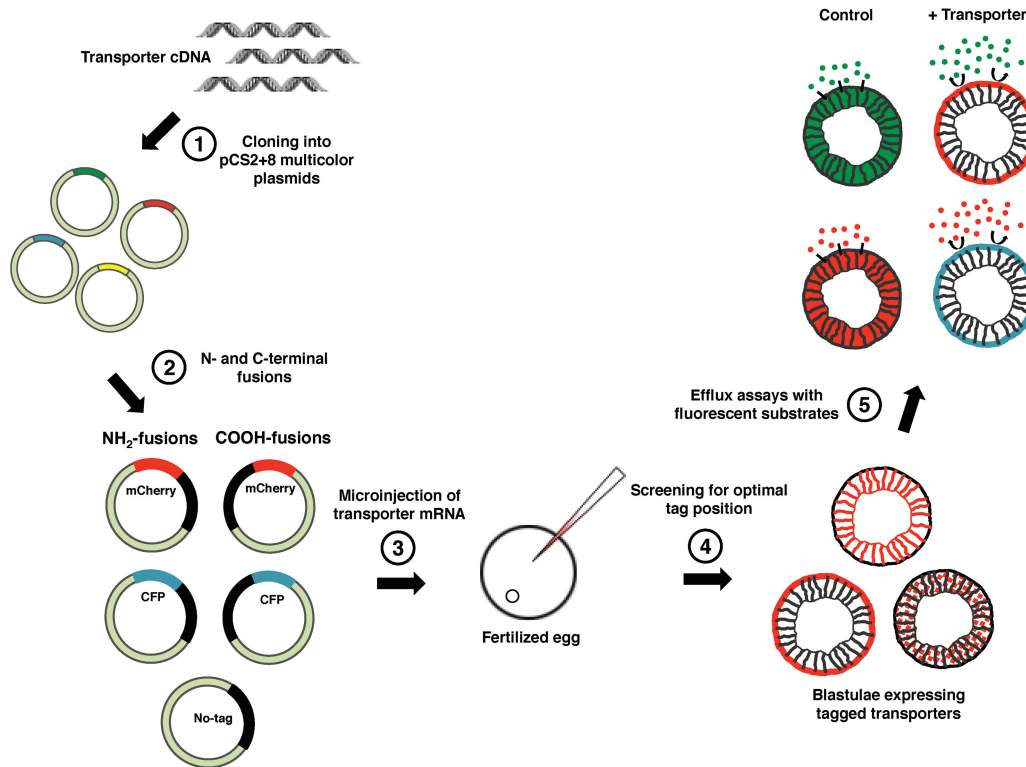 Control
+ Transporter
Transporter cDNA
1
Cloning into
pCS2+8 multicolor
plasmids
2
N- and C-terminal
fusions
NH2-fusions
COOH-fusions
mCherry
mCherry
CFP
CFP
No-tag
Microinjection of
transporter mRNA
3
Fertilized egg
Screening for optimal
tag position
4
Blastulae expressing
tagged transporters
Efflux assays with
fluorescent substrates
5